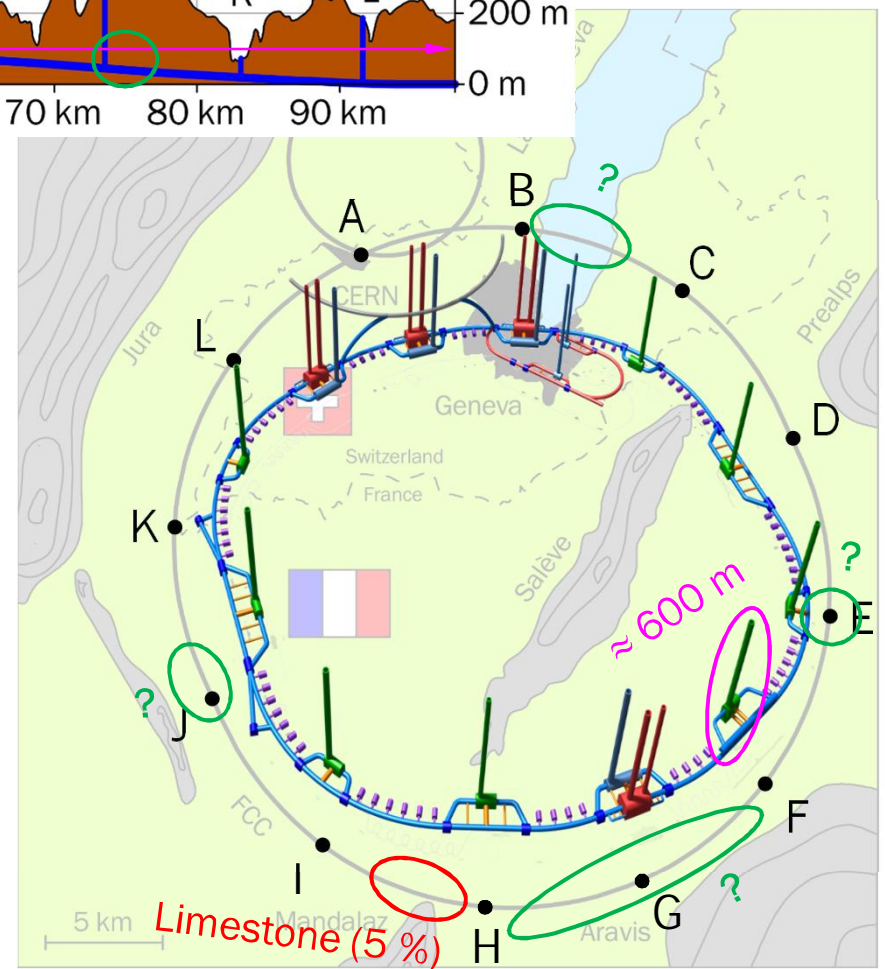 200 m
0 m
70 km
80 km
90 km
?
B
A
C
CERN
Prealps
Jura
L
Geneva
D
Switzerland
France
K
Salève
?
E
≈ 600 m
?
J
F
FCC
I
?
G
Limestone (5 %)
Mandalaz
5 km
H
Aravis